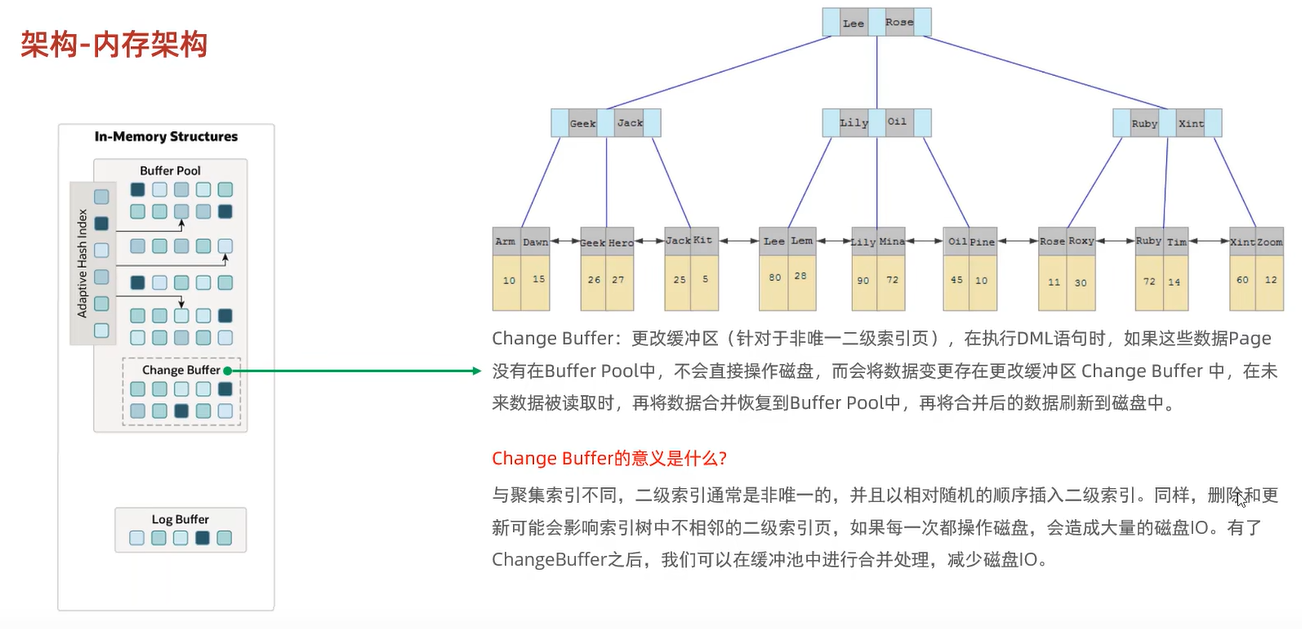 架构-内存架构
In-Memory Structures
Buffer Pool
Adaptive Hash Index
Change Buffer
Log Buffer
Lee Rose
Geek Jack
Lily Oil
Ruby Xint
Arm Dawn
Geek Hero
Jack Kit
Lee Lem
Lily Mina
Oil Pine
Rose Roxy
Ruby Tim
Xint Zoom
10 15
26 27
25 5
80 28
90 72
45 10
11 30
72 14
60 12
Change Buffer：更改缓冲区（针对于非唯一二级索引页），在执行DML语句时，如果这些数据Page
没有在Buffer Pool中，不会直接操作磁盘，而会将数据变更存在更改缓冲区 Change Buffer 中，在未
来数据被读取时，再将数据合并恢复到Buffer Pool中，再将合并后的数据刷新到磁盘中。
Change Buffer的意义是什么?
与聚集索引不同，二级索引通常是非唯一的，并且以相对随机的顺序插入二级索引。同样，删除和更
新可能会影响索引树中不相邻的二级索引页，如果每一次都操作磁盘，会造成大量的磁盘IO。有了
ChangeBuffer之后，我们可以在缓冲池中进行合并处理，减少磁盘IO。